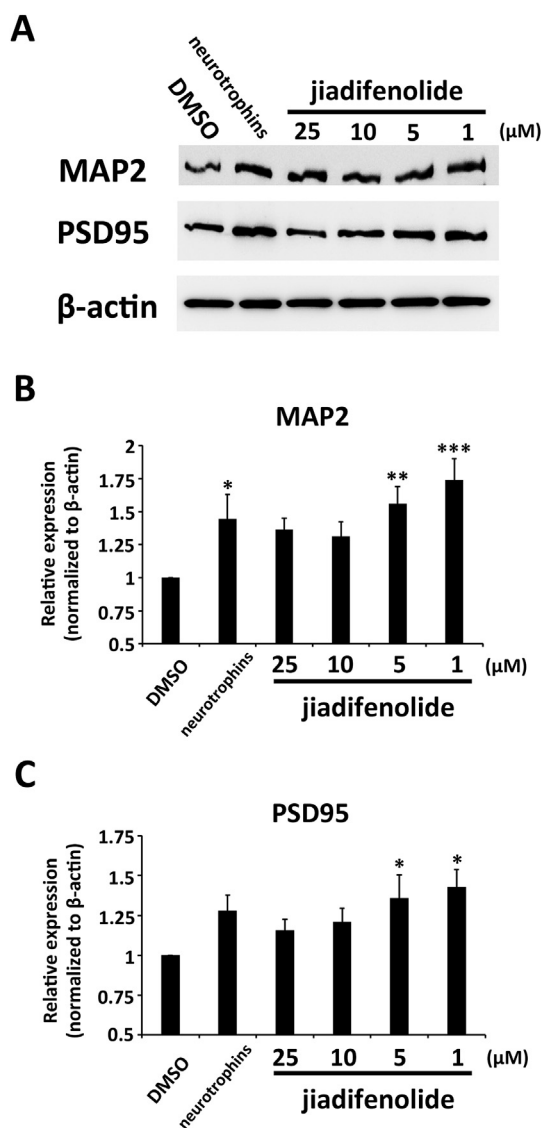 A
DMSO
neurotrophins
jiadifenolide
25 10 5 1 (μM)
MAP2
PSD95
β-actin
B
MAP2
Relative expression
(normalized to β-actin)
2
1.75
1.5
1.25
1
0.75
0.5
*
**
***
DMSO
neurotrophins
25 10 5 1 (μM)
jiadifenolide
C
PSD95
Relative expression
(normalized to β-actin)
1.75
1.5
1.25
1
0.75
0.5
*
*
DMSO
neurotrophins
25 10 5 1 (μM)
jiadifenolide